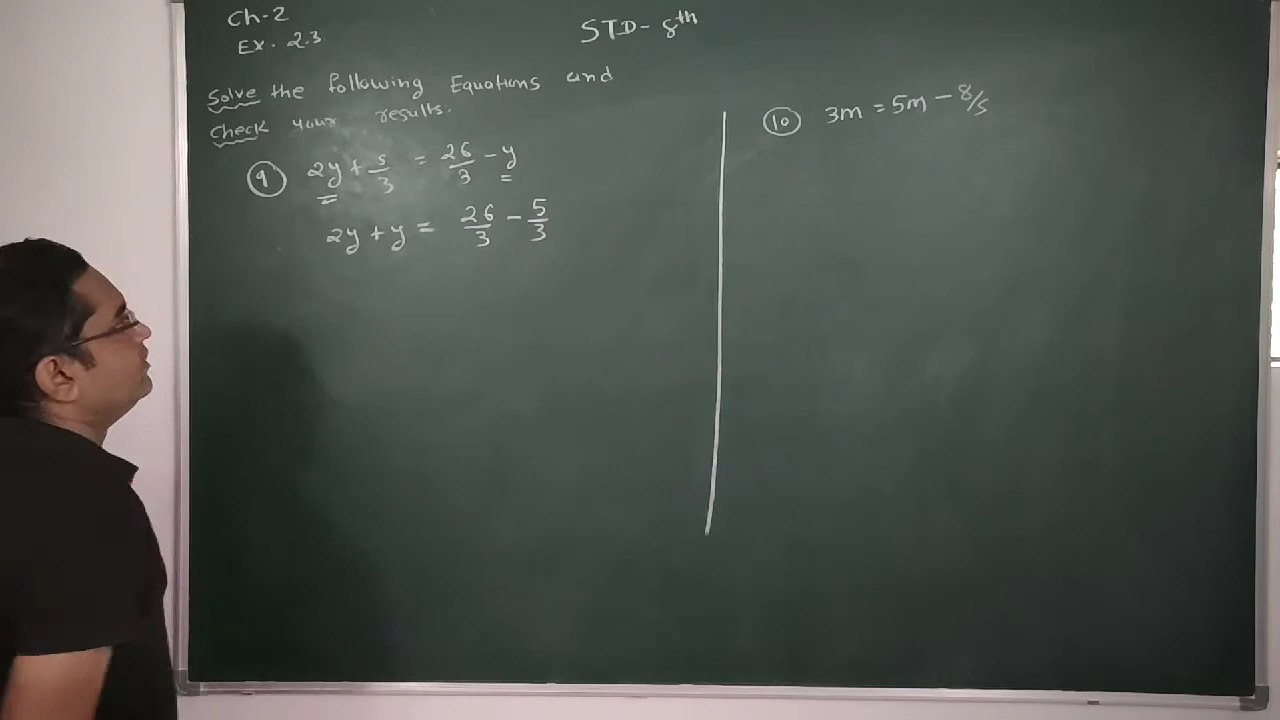 Ch-2
Ex. 2.3
STD - 8th
Solve the following Equations and
Check your results.
9 2y + 5/3 = 26/3 - y
2y + y = 26/3 - 5/3
10 3m = 5m - 8/5